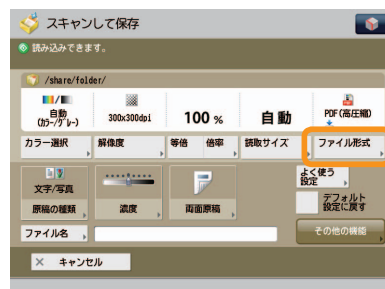 スキャンして保存
読み込みできます。
/share/folder/
自動
(カラー/グレー)
300x300dpi
100 %
自動
PDF(高圧縮)
カラー選択
解像度
等倍
倍率
読取サイズ
ファイル形式
文字/写真
原稿の種類
濃度
両面原稿
よく使う
設定
デフォルト
設定に戻す
ファイル名
その他の機能
× キャンセル